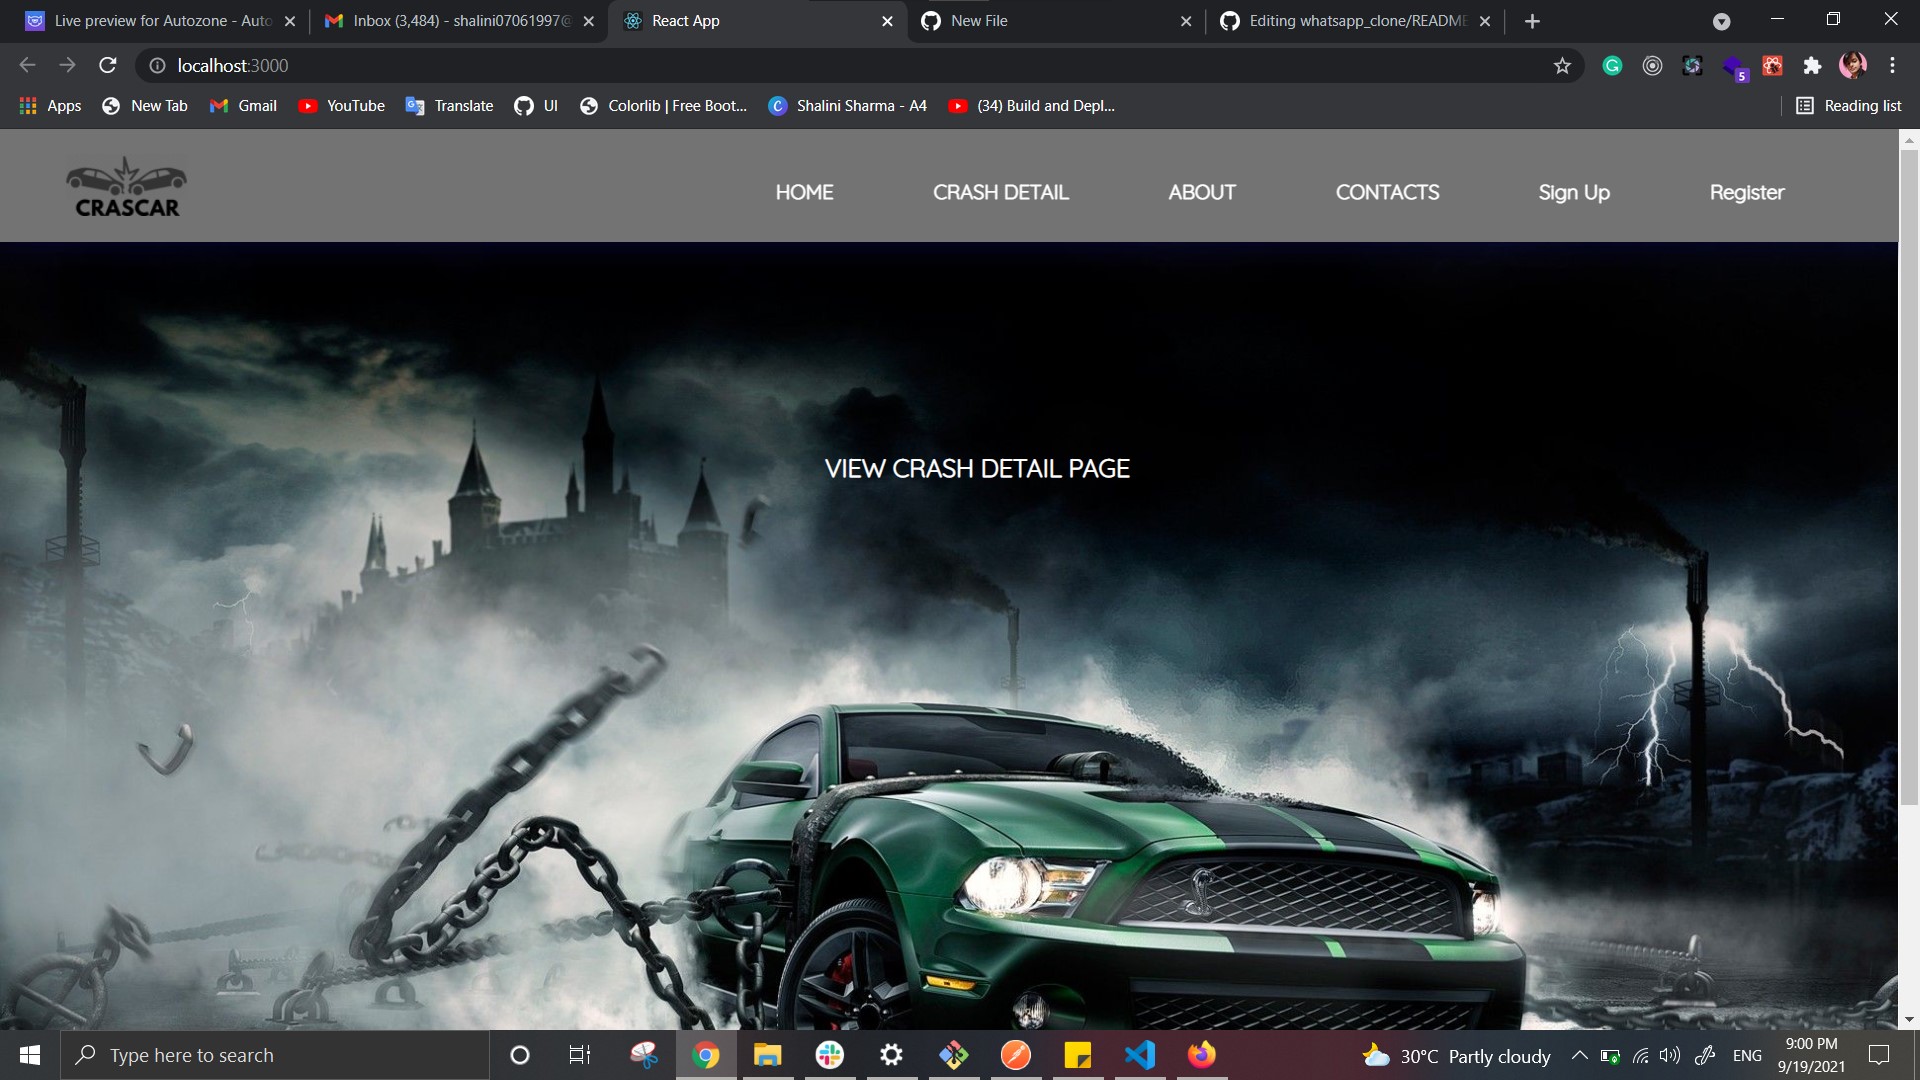 Live preview for Autozone - Auto
Inbox (3,484) - shalini07061997@
React App
New File
Editing whatsapp_clone/README
localhost:3000
5
Apps
New Tab
Gmail
YouTube
Translate
UI
Colorlib | Free Boot...
Shalini Sharma - A4
(34) Build and Depl...
Reading list
CRASCAR
HOME
CRASH DETAIL
ABOUT
CONTACTS
Sign Up
Register
VIEW CRASH DETAIL PAGE
Type here to search
30°C Partly cloudy
ENG
9:00 PM
9/19/2021